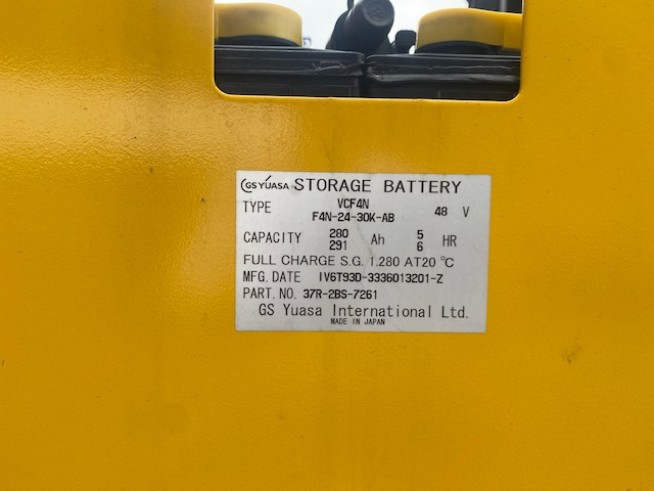 GS YUASA STORAGE BATTERY
TYPE VCF4N 48 V
F4N-24-30K-AB
CAPACITY 280 Ah 5 HR
291 6
FULL CHARGE S.G. 1.280 AT20 °C
MFG. DATE IV6T93D-3336013201-Z
PART. NO. 37R-2BS-7261
GS Yuasa International Ltd.
MADE IN JAPAN